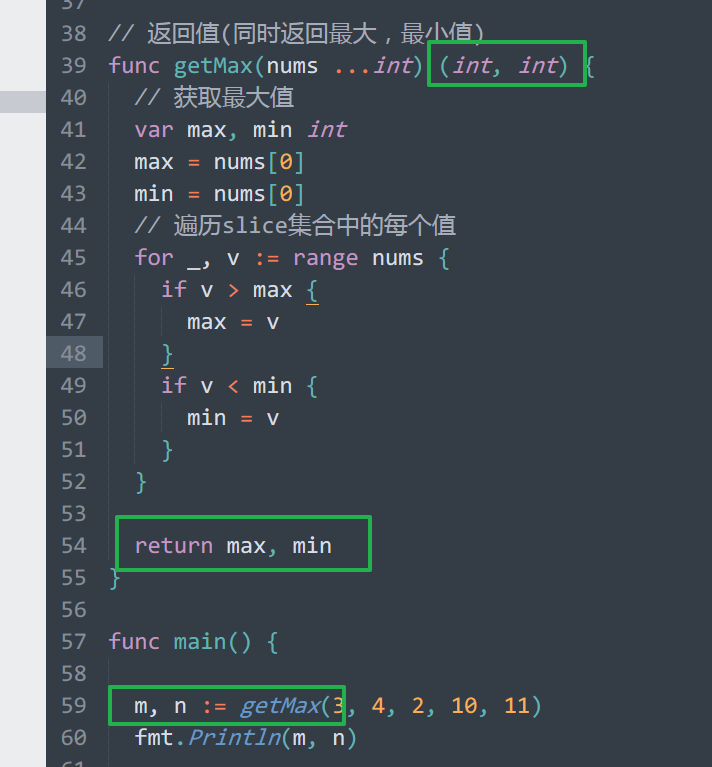 37
38 // 返回值(同时返回最大，最小值)
39 func getMax(nums ...int) (int, int) {
40 // 获取最大值
41 var max, min int
42 max = nums[0]
43 min = nums[0]
44 // 遍历slice集合中的每个值
45 for _, v := range nums {
46 if v > max {
47 max = v
48 }
49 if v < min {
50 min = v
51 }
52 }
53
54 return max, min
55 }
56
57 func main() {
58
59 m, n := getMax(3, 4, 2, 10, 11)
60 fmt.Println(m, n)
61